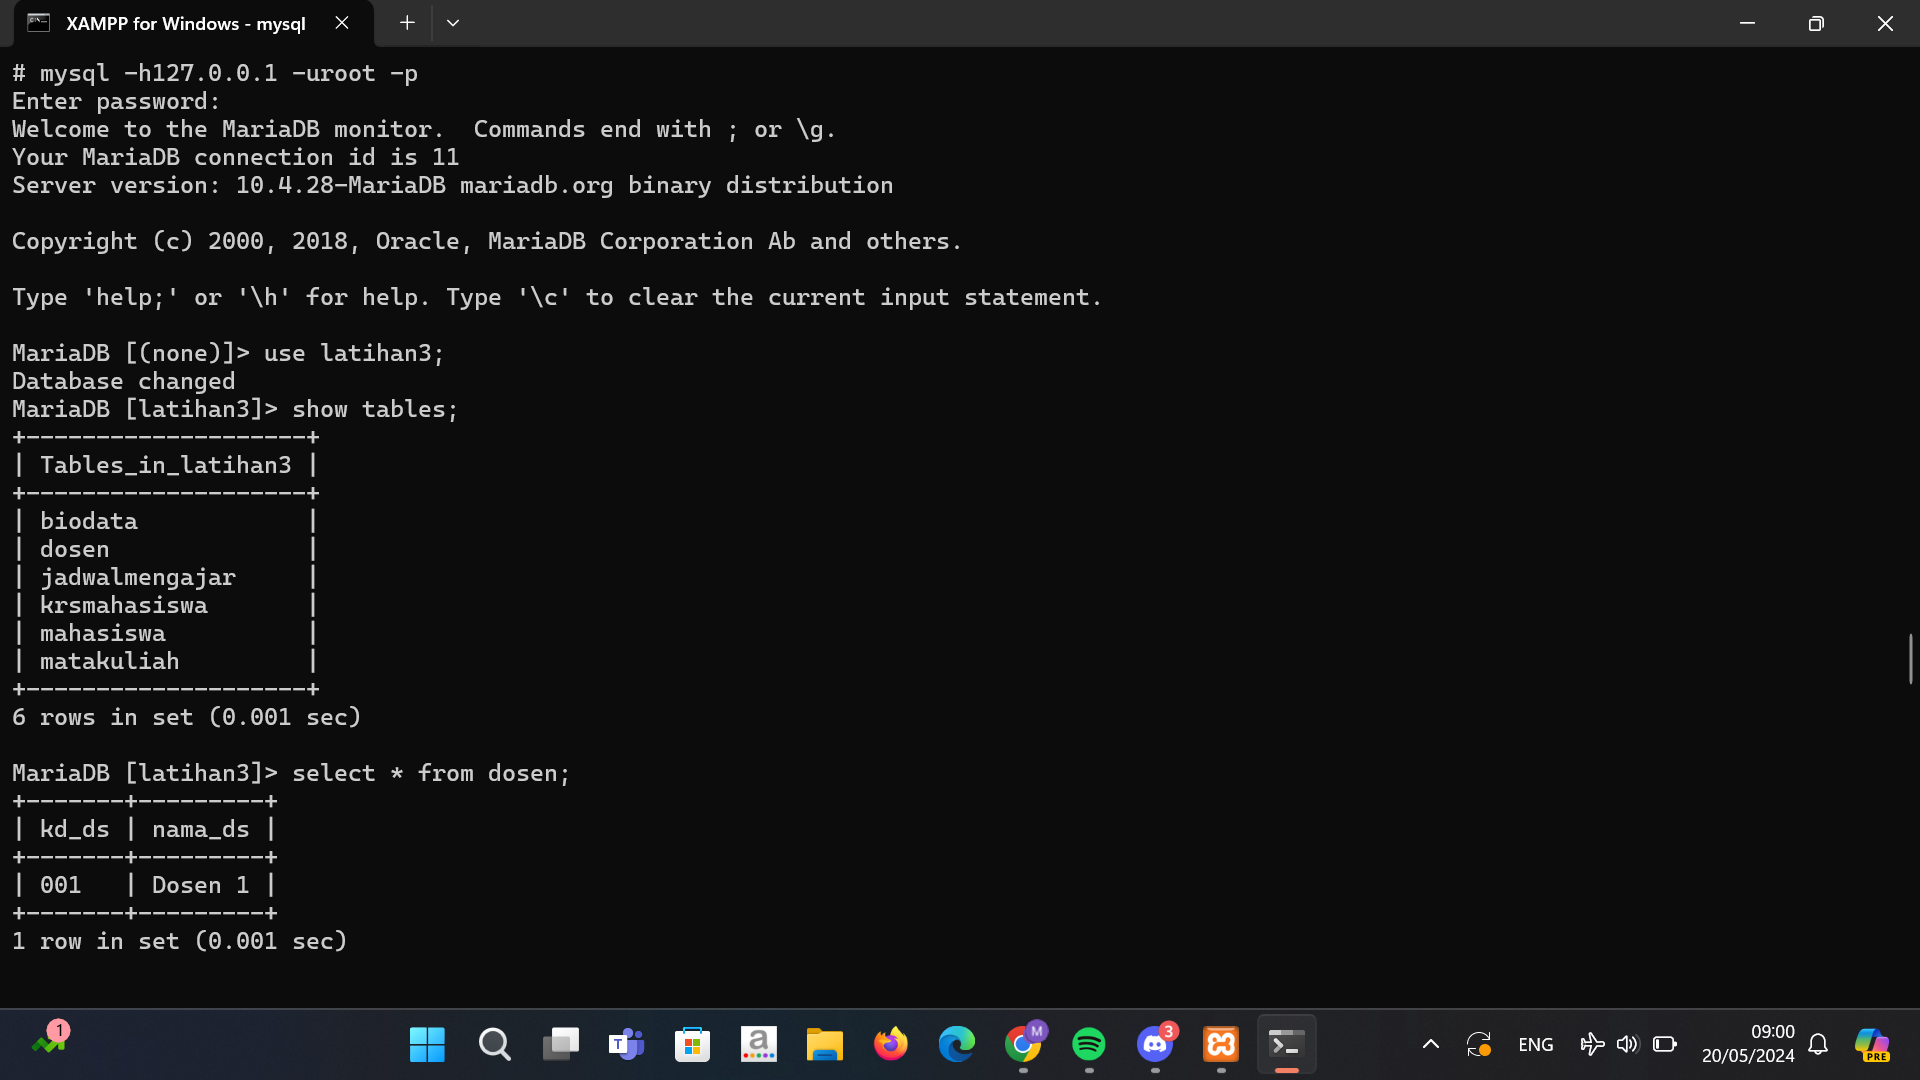 XAMPP for Windows - mysql
# mysql -h127.0.0.1 -uroot -p
Enter password:
Welcome to the MariaDB monitor.  Commands end with ; or \g.
Your MariaDB connection id is 11
Server version: 10.4.28-MariaDB mariadb.org binary distribution

Copyright (c) 2000, 2018, Oracle, MariaDB Corporation Ab and others.

Type 'help;' or '\h' for help. Type '\c' to clear the current input statement.

MariaDB [(none)]> use latihan3;
Database changed
MariaDB [latihan3]> show tables;
+--------------------+
| Tables_in_latihan3 |
+--------------------+
| biodata            |
| dosen              |
| jadwalmengajar     |
| krsmahasiswa       |
| mahasiswa          |
| matakuliah         |
+--------------------+
6 rows in set (0.001 sec)

MariaDB [latihan3]> select * from dosen;
+-------+---------+
| kd_ds | nama_ds |
+-------+---------+
| 001   | Dosen 1 |
+-------+---------+
1 row in set (0.001 sec)
1
T
a
M
3
ENG
09:00
20/05/2024
PRE